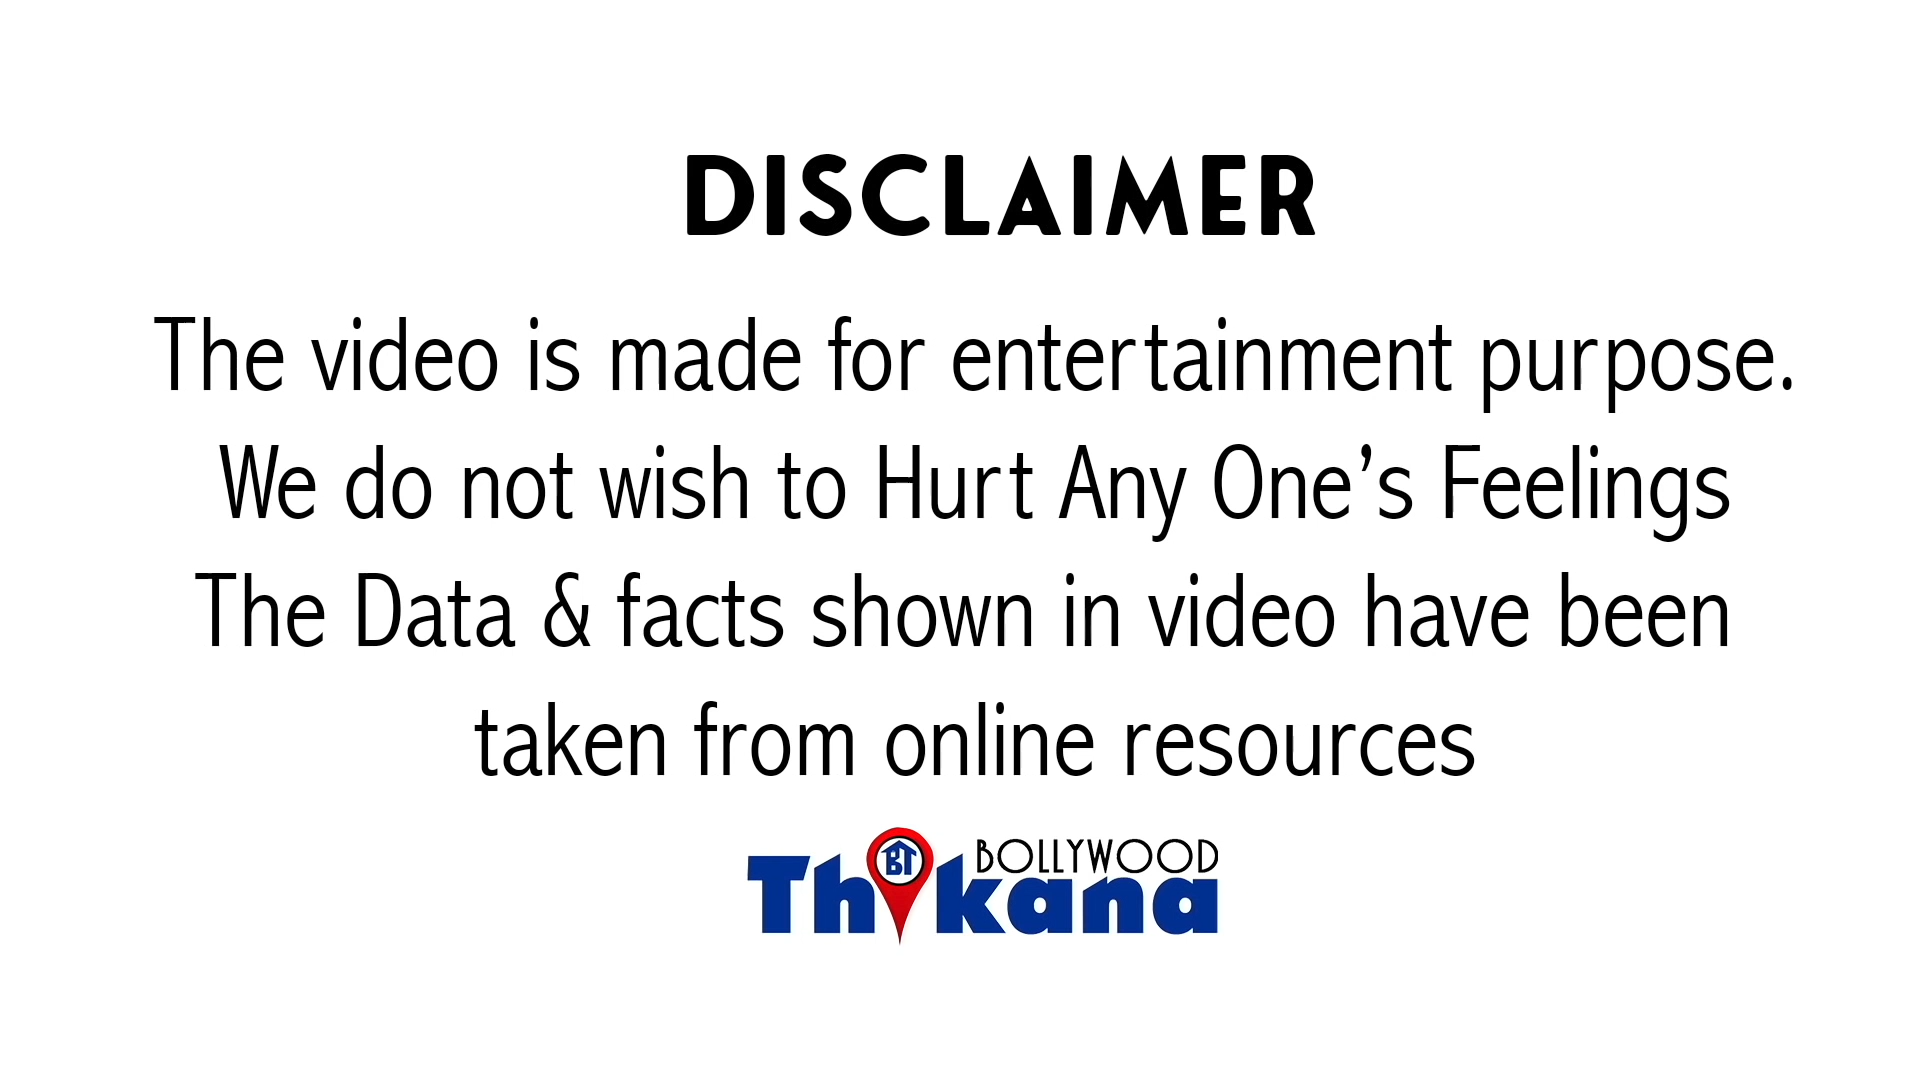 DISCLAIMER
The video is made for entertainment purpose.
We do not wish to Hurt Any One’s Feelings
The Data & facts shown in video have been
taken from online resources
BT
BOLLYWOOD
Thikana